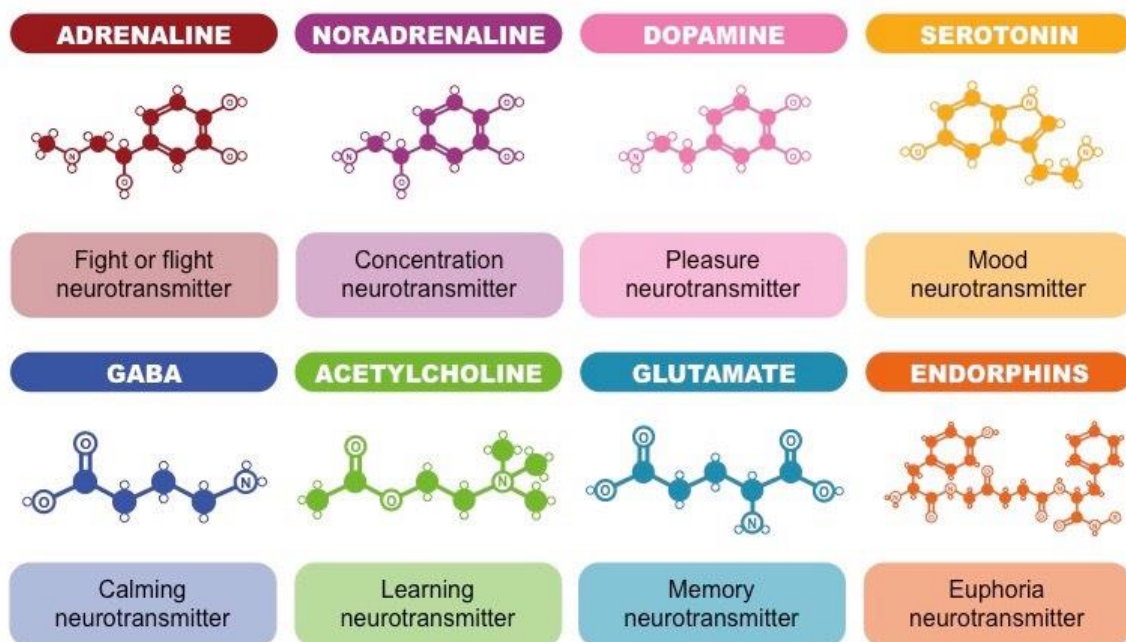 ADRENALINE
NORADRENALINE
DOPAMINE
SEROTONIN
Fight or flight
neurotransmitter
Concentration
neurotransmitter
Pleasure
neurotransmitter
Mood
neurotransmitter
GABA
ACETYLCHOLINE
GLUTAMATE
ENDORPHINS
Calming
neurotransmitter
Learning
neurotransmitter
Memory
neurotransmitter
Euphoria
neurotransmitter